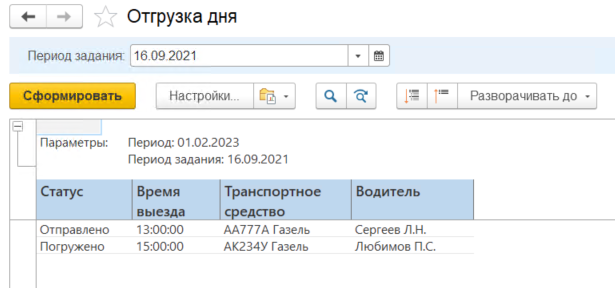 Отгрузка дня
Период задания: 16.09.2021
Сформировать Настройки... Разворачивать до
Параметры: Период: 01.02.2023
Период задания: 16.09.2021
Статус Время выезда Транспортное средство Водитель
Отправлено 13:00:00 АА777А Газель Сергеев Л.Н.
Погружено 15:00:00 АК234У Газель Любимов П.С.